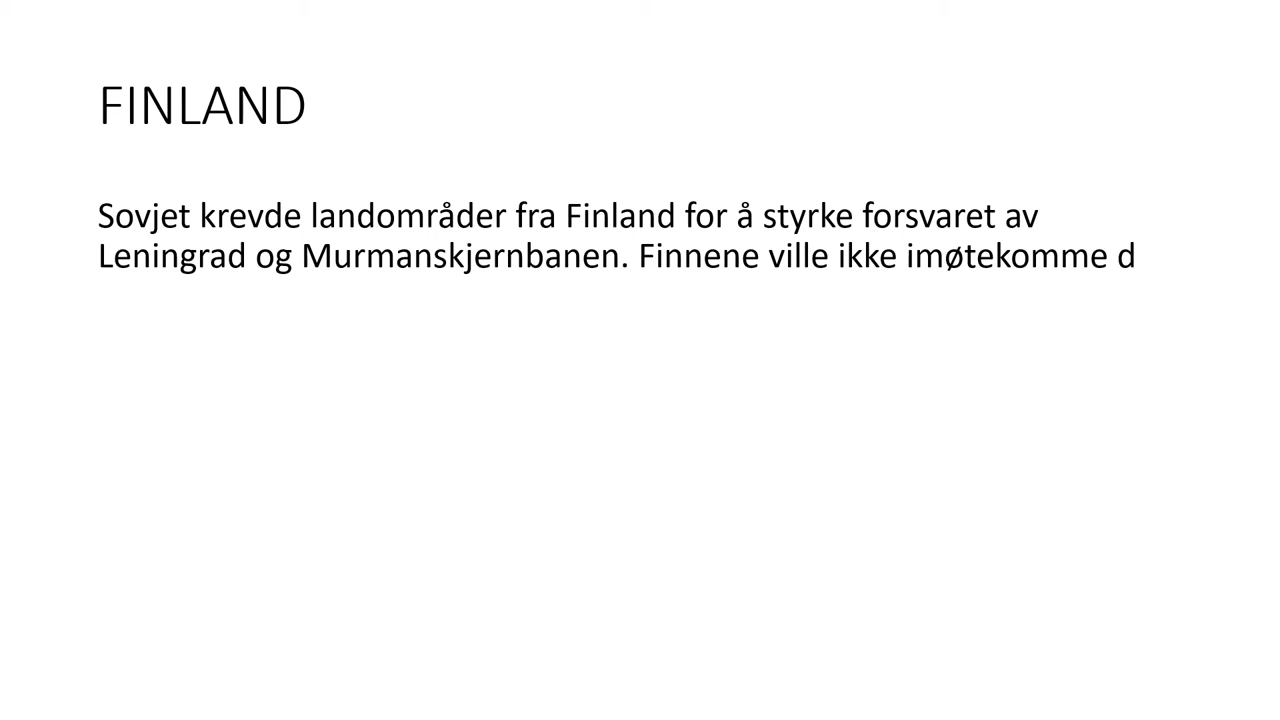 FINLAND
Sovjet krevde landområder fra Finland for å styrke forsvaret av
Leningrad og Murmanskjernbanen. Finnene ville ikke imøtekomme d